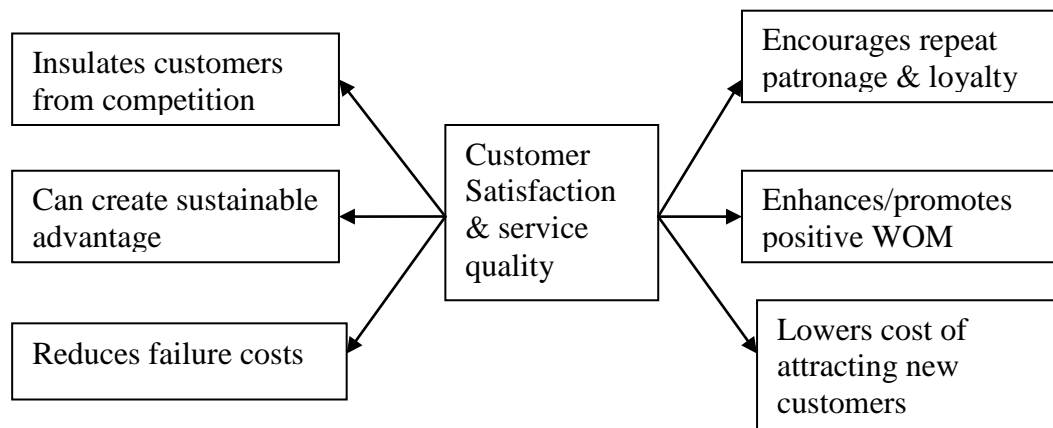 Insulates customers
from competition
Can create sustainable
advantage
Reduces failure costs
Customer
Satisfaction
& service
quality
Encourages repeat
patronage & loyalty
Enhances/promotes
positive WOM
Lowers cost of
attracting new
customers